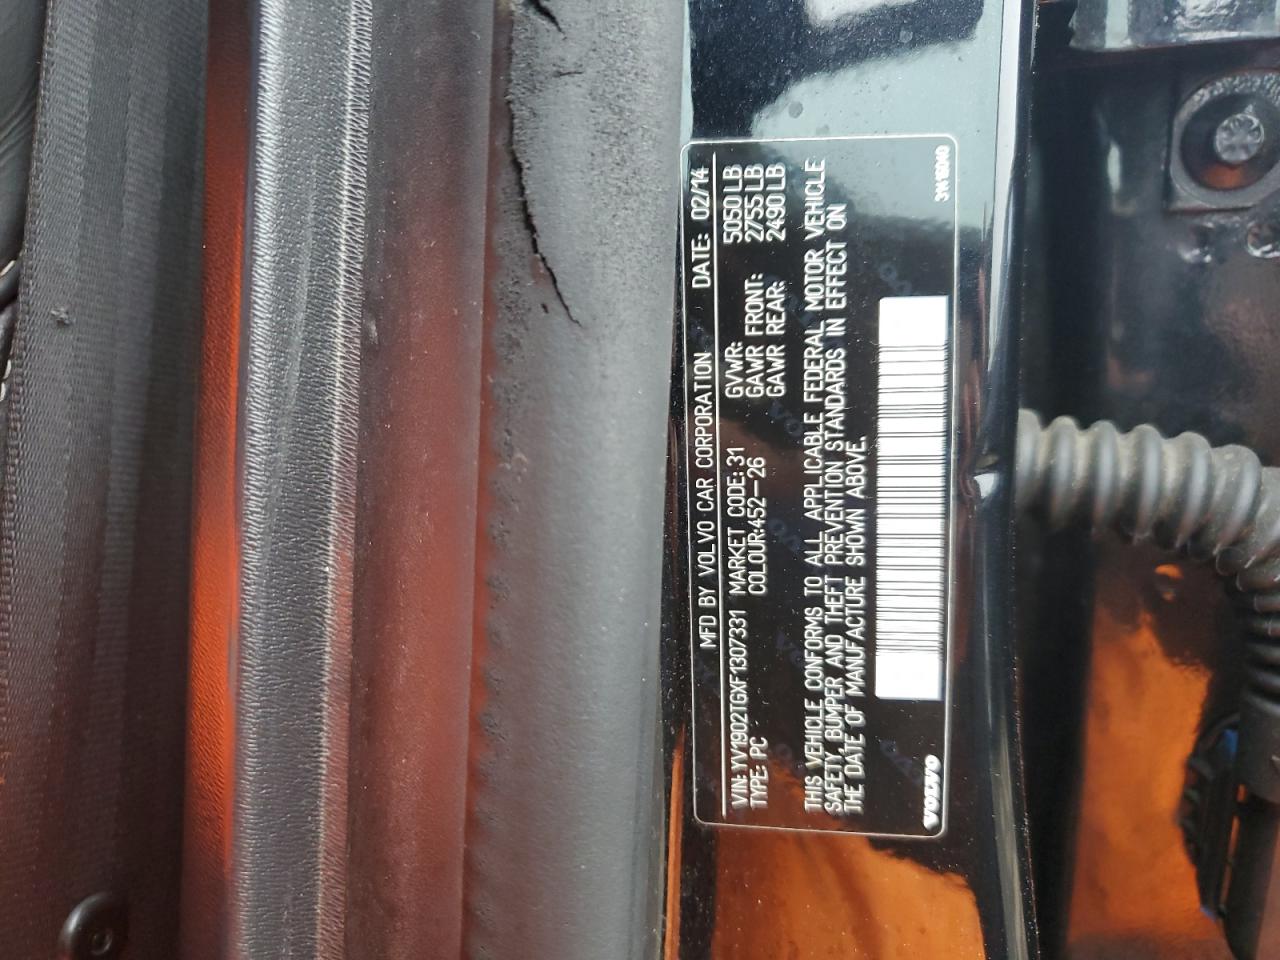 MFD BY VOLVO CAR CORPORATION DATE: 02/14
VIN: YV1902TGXF1307331 MARKET CODE: 31 GVWR: 5050 LB
TYPE: PC COLOUR:452-26 GAWR FRONT: 2755 LB
GAWR REAR: 2490 LB
THIS VEHICLE CONFORMS TO ALL APPLICABLE FEDERAL MOTOR VEHICLE
SAFETY, BUMPER AND THEFT PREVENTION STANDARDS IN EFFECT ON
THE DATE OF MANUFACTURE SHOWN ABOVE.
VOLVO